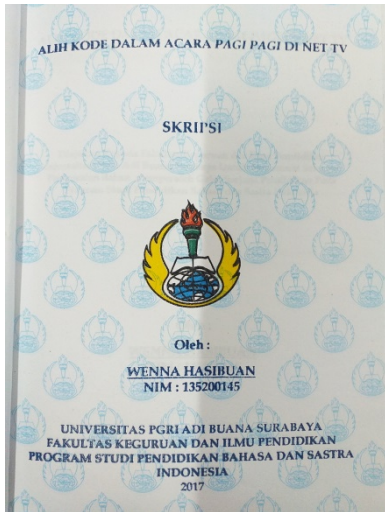 ALIH KODE DALAM ACARA PAGI PAGI DI NET TV
SKRIPSI
Oleh :
WENNA HASIBUAN
NIM : 135200145
UNIVERSITAS PGRI ADI BUANA SURABAYA
FAKULTAS KEGURUAN DAN ILMU PENDIDIKAN
PROGRAM STUDI PENDIDIKAN BAHASA DAN SASTRA
INDONESIA
2017